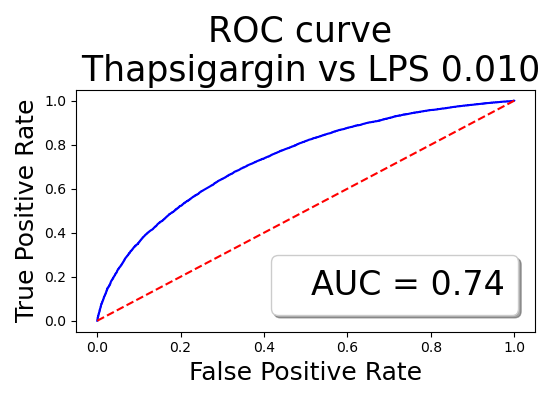 ROC curve
Thapsigargin vs LPS 0.010
True Positive Rate
1.0
0.8
0.6
0.4
0.2
0.0
AUC = 0.74
0.0 0.2 0.4 0.6 0.8 1.0
False Positive Rate